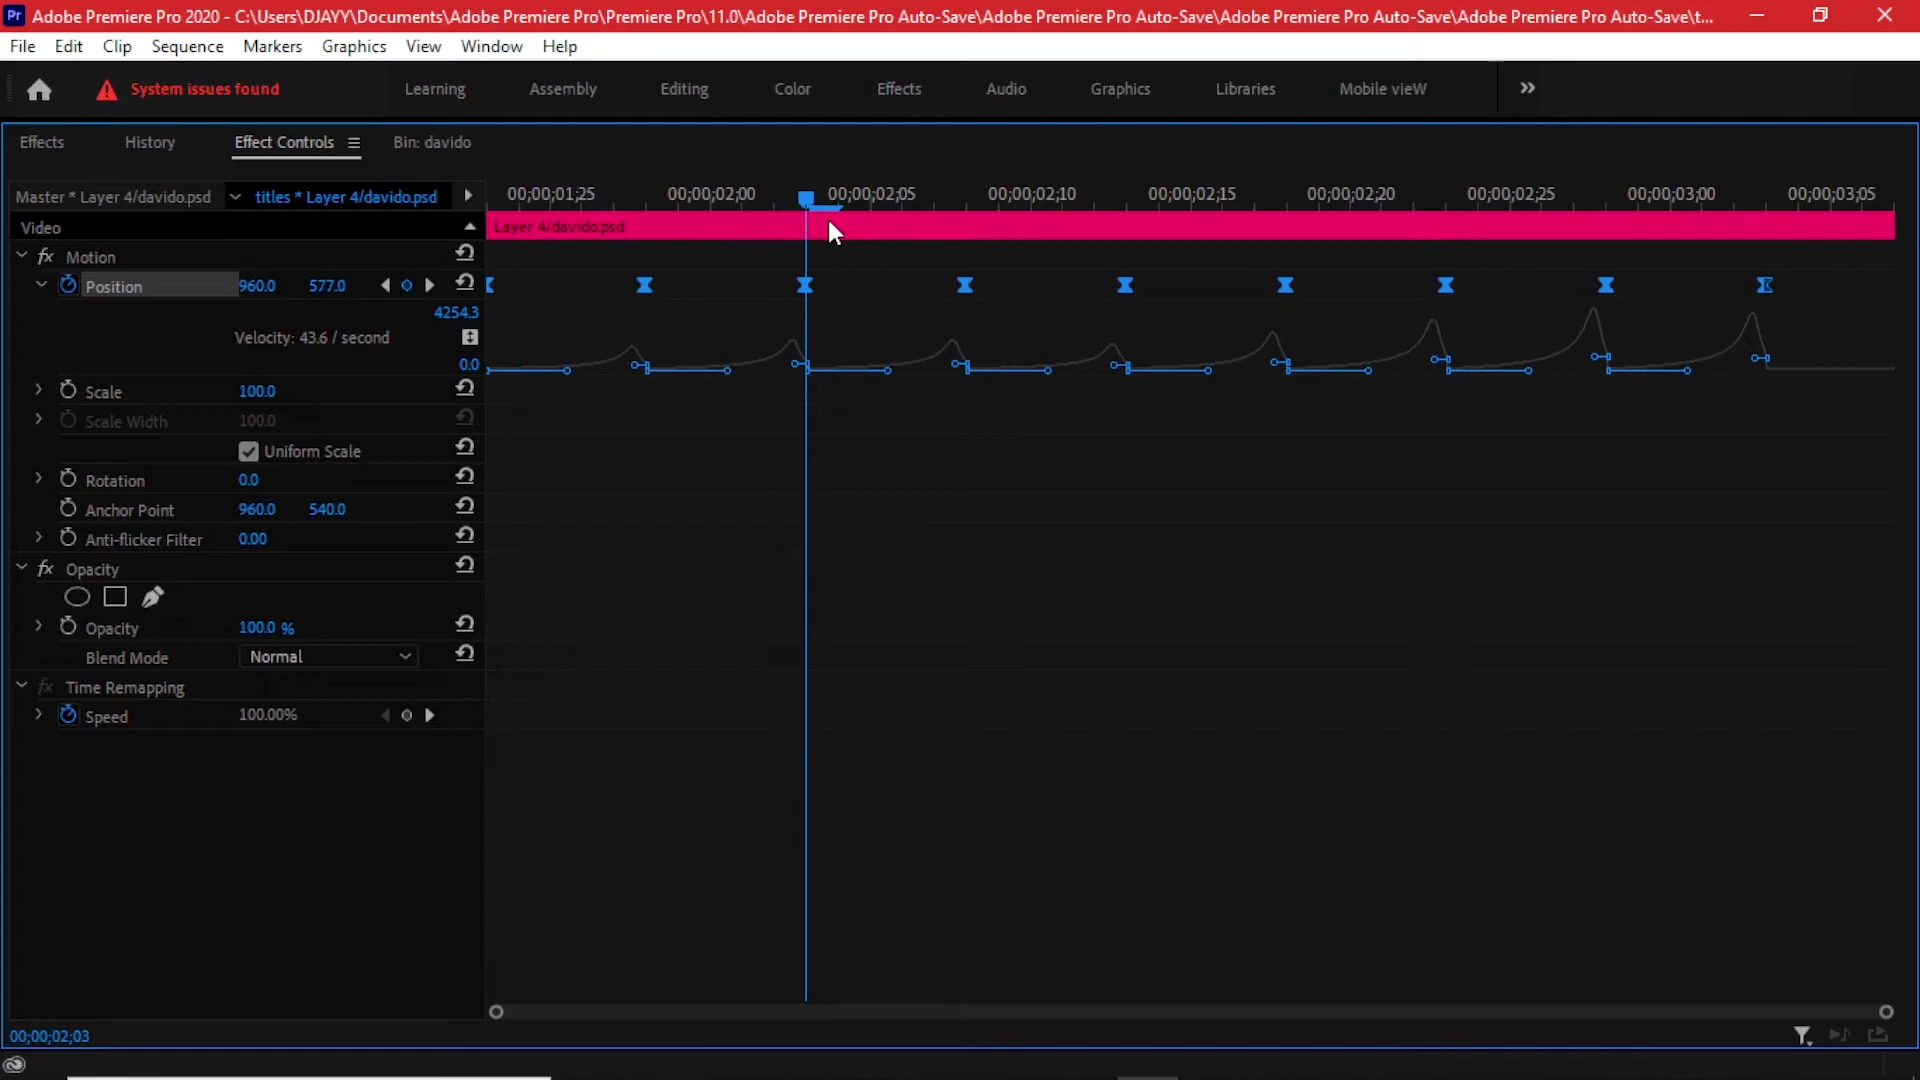 Pr Adobe Premiere Pro 2020 - C:\Users\DJAYY\Documents\Adobe Premiere Pro\Premiere Pro\11.0\Adobe Premiere Pro Auto-Save\Adobe Premiere Pro Auto-Save\Adobe Premiere Pro Auto-Save\Adobe Premiere Pro Auto-Save\t...
File Edit Clip Sequence Markers Graphics View Window Help
System issues found Learning Assembly Editing Color Effects Audio Graphics Libraries Mobile vieW
Effects History Effect Controls Bin: davido
Master * Layer 4/davido.psd titles * Layer 4/davido.psd 00;00;01;25 00;00;02;00 00;00;02;05 00;00;02;10 00;00;02;15 00;00;02;20 00;00;02;25 00;00;03;00 00;00;03;05
Video Layer 4/davido.psd
fx Motion
Position 960.0 577.0
4254.3
Velocity: 43.6 / second
0.0
Scale 100.0
Scale Width 100.0
Uniform Scale
Rotation 0.0
Anchor Point 960.0 540.0
Anti-flicker Filter 0.00
fx Opacity
Opacity 100.0 %
Blend Mode Normal
fx Time Remapping
Speed 100.00%
00;00;02;03